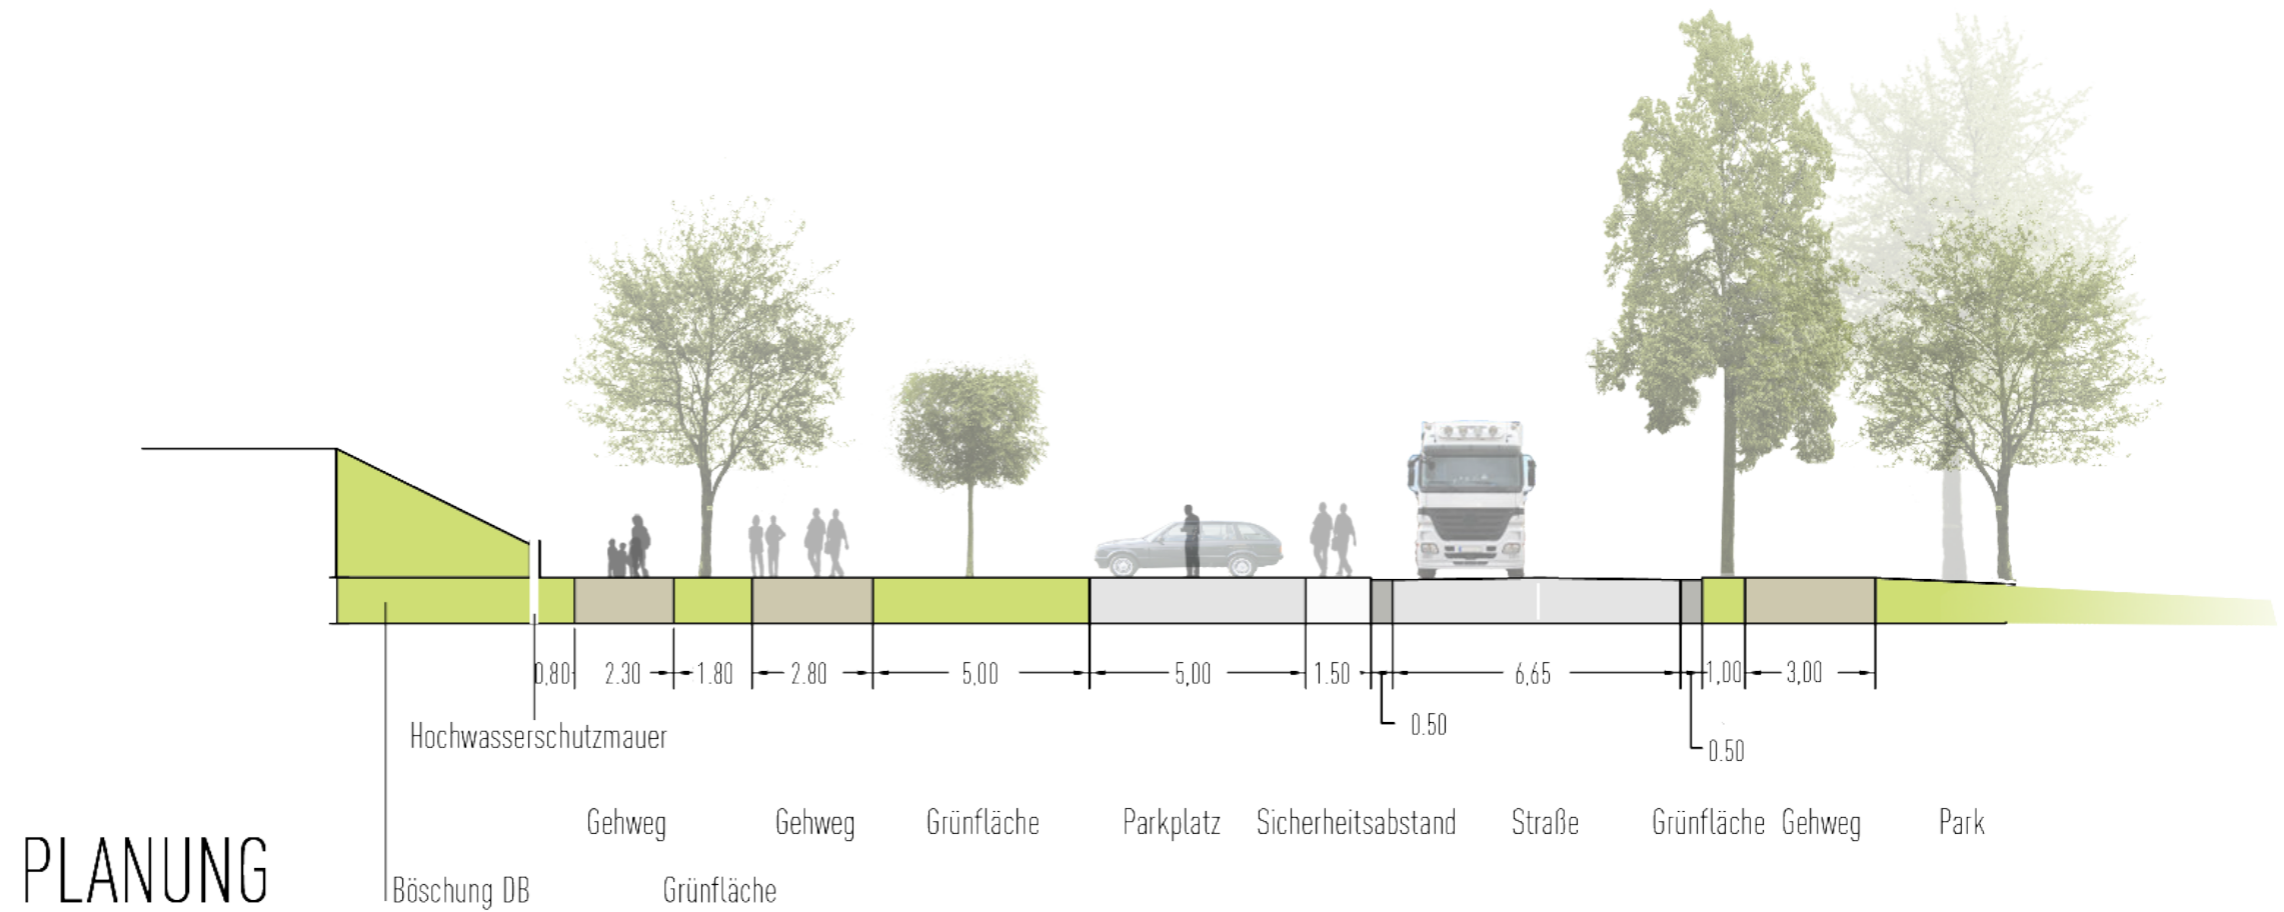 0,80 2.30 1.80 2.80 5,00 5,00 1.50 6,65 1,00 3,00
0.50
Hochwasserschutzmauer
0.50
Gehweg Gehweg Grünfläche Parkplatz Sicherheitsabstand Straße Grünfläche Gehweg Park
PLANUNG
Böschung DB Grünfläche